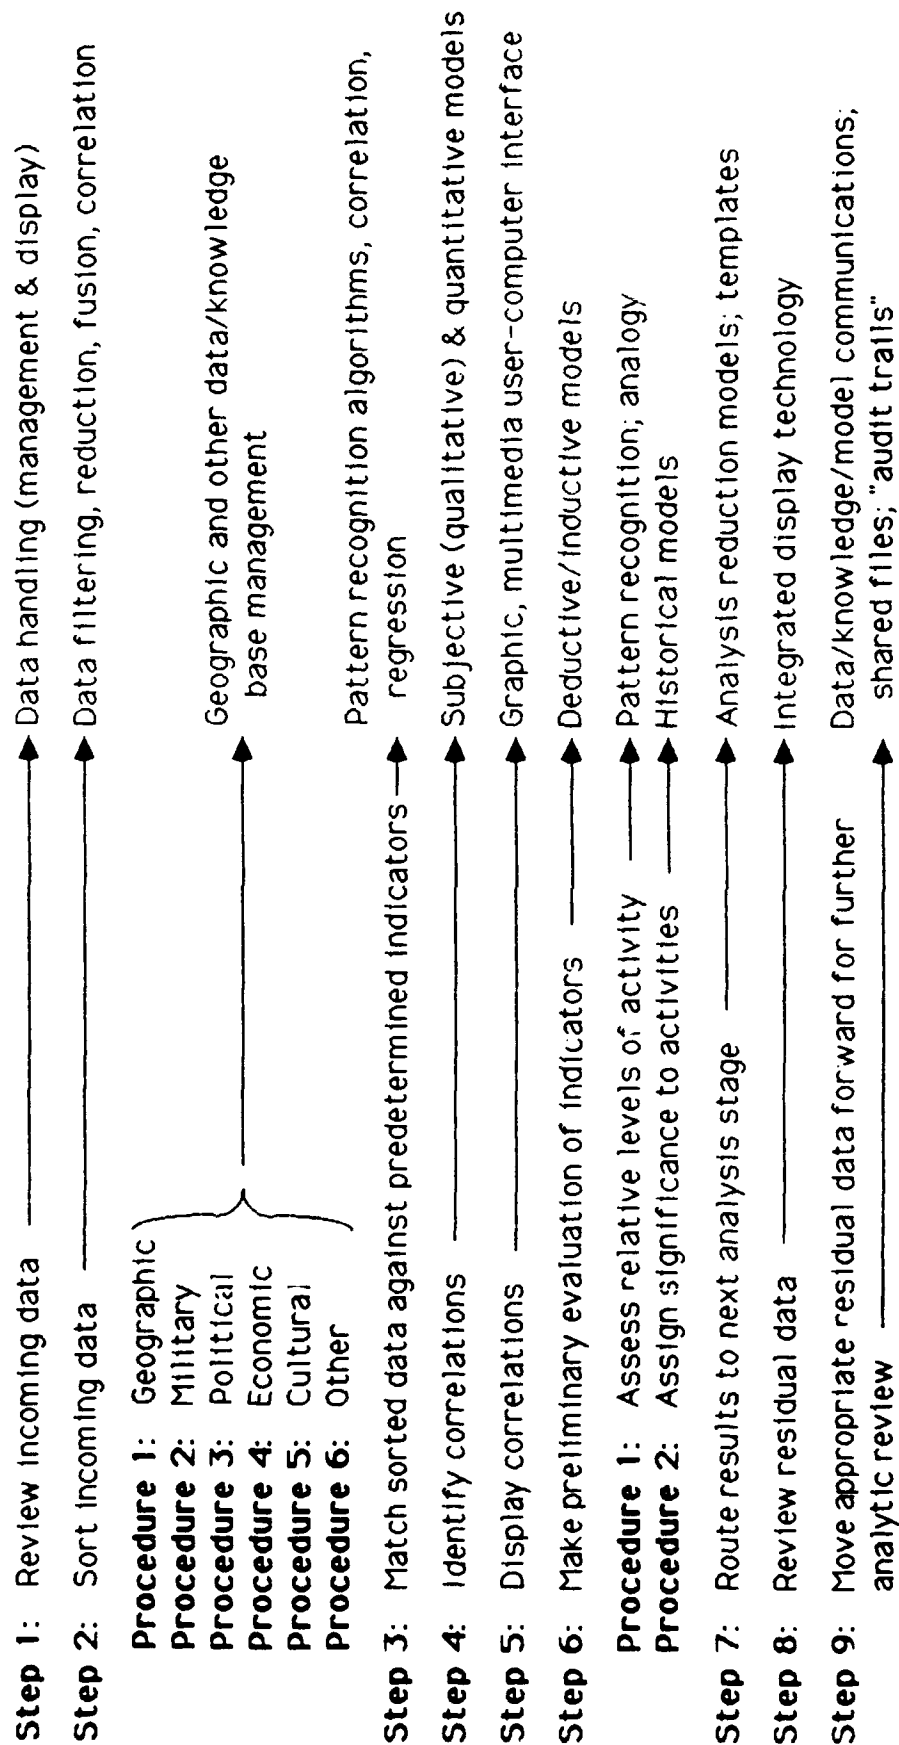 Step 1: Review incoming data Data handling (management & display)
Step 2: Sort incoming data Data filtering, reduction, fusion, correlation
Procedure 1: Geographic
Procedure 2: Military
Procedure 3: Political Geographic and other data/knowledge
Procedure 4: Economic base management
Procedure 5: Cultural
Procedure 6: Other
Pattern recognition algorithms, correlation,
Step 3: Match sorted data against predetermined indicators regression
Step 4: Identify correlations Subjective (qualitative) & quantitative models
Step 5: Display correlations Graphic, multimedia user-computer interface
Step 6: Make preliminary evaluation of indicators Deductive/inductive models
Procedure 1: Assess relative levels of activity Pattern recognition; analogy
Procedure 2: Assign significance to activities Historical models
Step 7: Route results to next analysis stage Analysis reduction models; templates
Step 8: Review residual data Integrated display technology
Step 9: Move appropriate residual data forward for further Data/knowledge/model communications;
analytic review shared files; "audit trails"